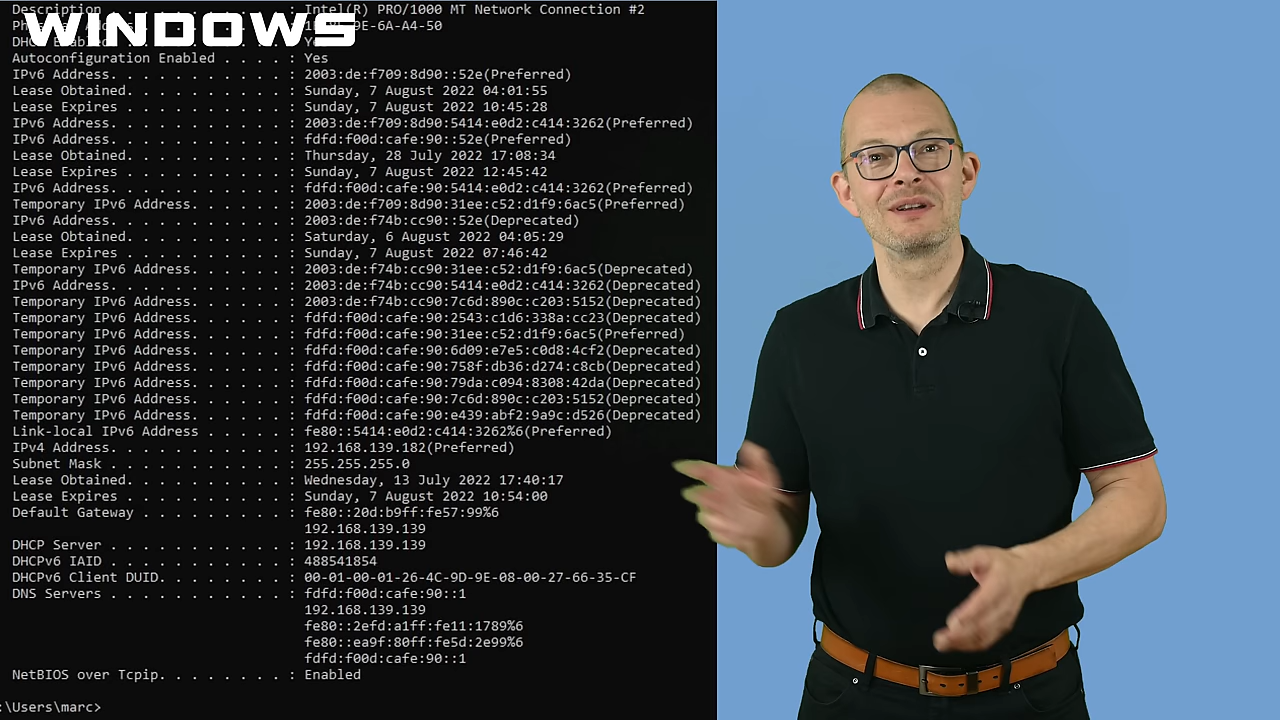 Description . . . . . . . . . . . : Intel(R) PRO/1000 MT Network Connection #2
WINDOWS
9E-6A-A4-50
Autoconfiguration Enabled . . . . : Yes
IPv6 Address. . . . . . . . . . . : 2003:de:f709:8d90::52e(Preferred)
Lease Obtained. . . . . . . . . . : Sunday, 7 August 2022 04:01:55
Lease Expires . . . . . . . . . . : Sunday, 7 August 2022 10:45:28
IPv6 Address. . . . . . . . . . . : 2003:de:f709:8d90:5414:e0d2:c414:3262(Preferred)
IPv6 Address. . . . . . . . . . . : fdfd:f00d:cafe:90::52e(Preferred)
Lease Obtained. . . . . . . . . . : Thursday, 28 July 2022 17:08:34
Lease Expires . . . . . . . . . . : Sunday, 7 August 2022 12:45:42
IPv6 Address. . . . . . . . . . . : fdfd:f00d:cafe:90:5414:e0d2:c414:3262(Preferred)
Temporary IPv6 Address. . . . . . : 2003:de:f709:8d90:31ee:c52:d1f9:6ac5(Preferred)
IPv6 Address. . . . . . . . . . . : 2003:de:f74b:cc90::52e(Deprecated)
Lease Obtained. . . . . . . . . . : Saturday, 6 August 2022 04:05:29
Lease Expires . . . . . . . . . . : Sunday, 7 August 2022 07:46:42
Temporary IPv6 Address. . . . . . : 2003:de:f74b:cc90:31ee:c52:d1f9:6ac5(Deprecated)
IPv6 Address. . . . . . . . . . . : 2003:de:f74b:cc90:5414:e0d2:c414:3262(Deprecated)
Temporary IPv6 Address. . . . . . : 2003:de:f74b:cc90:7c6d:890c:c203:5152(Deprecated)
Temporary IPv6 Address. . . . . . : fdfd:f00d:cafe:90:2543:c1d6:338a:cc23(Deprecated)
Temporary IPv6 Address. . . . . . : fdfd:f00d:cafe:90:31ee:c52:d1f9:6ac5(Preferred)
Temporary IPv6 Address. . . . . . : fdfd:f00d:cafe:90:6d09:e7e5:c0d8:4cf2(Deprecated)
Temporary IPv6 Address. . . . . . : fdfd:f00d:cafe:90:758f:db36:d274:c8cb(Deprecated)
Temporary IPv6 Address. . . . . . : fdfd:f00d:cafe:90:79da:c094:8308:42da(Deprecated)
Temporary IPv6 Address. . . . . . : fdfd:f00d:cafe:90:7c6d:890c:c203:5152(Deprecated)
Temporary IPv6 Address. . . . . . : fdfd:f00d:cafe:90:e439:abf2:9a9c:d526(Deprecated)
Link-local IPv6 Address . . . . . : fe80::5414:e0d2:c414:3262%6(Preferred)
IPv4 Address. . . . . . . . . . . : 192.168.139.182(Preferred)
Subnet Mask . . . . . . . . . . . : 255.255.255.0
Lease Obtained. . . . . . . . . . : Wednesday, 13 July 2022 17:40:17
Lease Expires . . . . . . . . . . : Sunday, 7 August 2022 10:54:00
Default Gateway . . . . . . . . . : fe80::20d:b9ff:fe57:99%6
192.168.139.139
DHCP Server . . . . . . . . . . . : 192.168.139.139
DHCPv6 IAID . . . . . . . . . . . : 488541854
DHCPv6 Client DUID. . . . . . . . : 00-01-00-01-26-4C-9D-9E-08-00-27-66-35-CF
DNS Servers . . . . . . . . . . . : fdfd:f00d:cafe:90::1
192.168.139.139
fe80::2efd:a1ff:fe11:1789%6
fe80::ea9f:80ff:fe5d:2e99%6
fdfd:f00d:cafe:90::1
NetBIOS over Tcpip. . . . . . . . : Enabled
:\Users\marc>